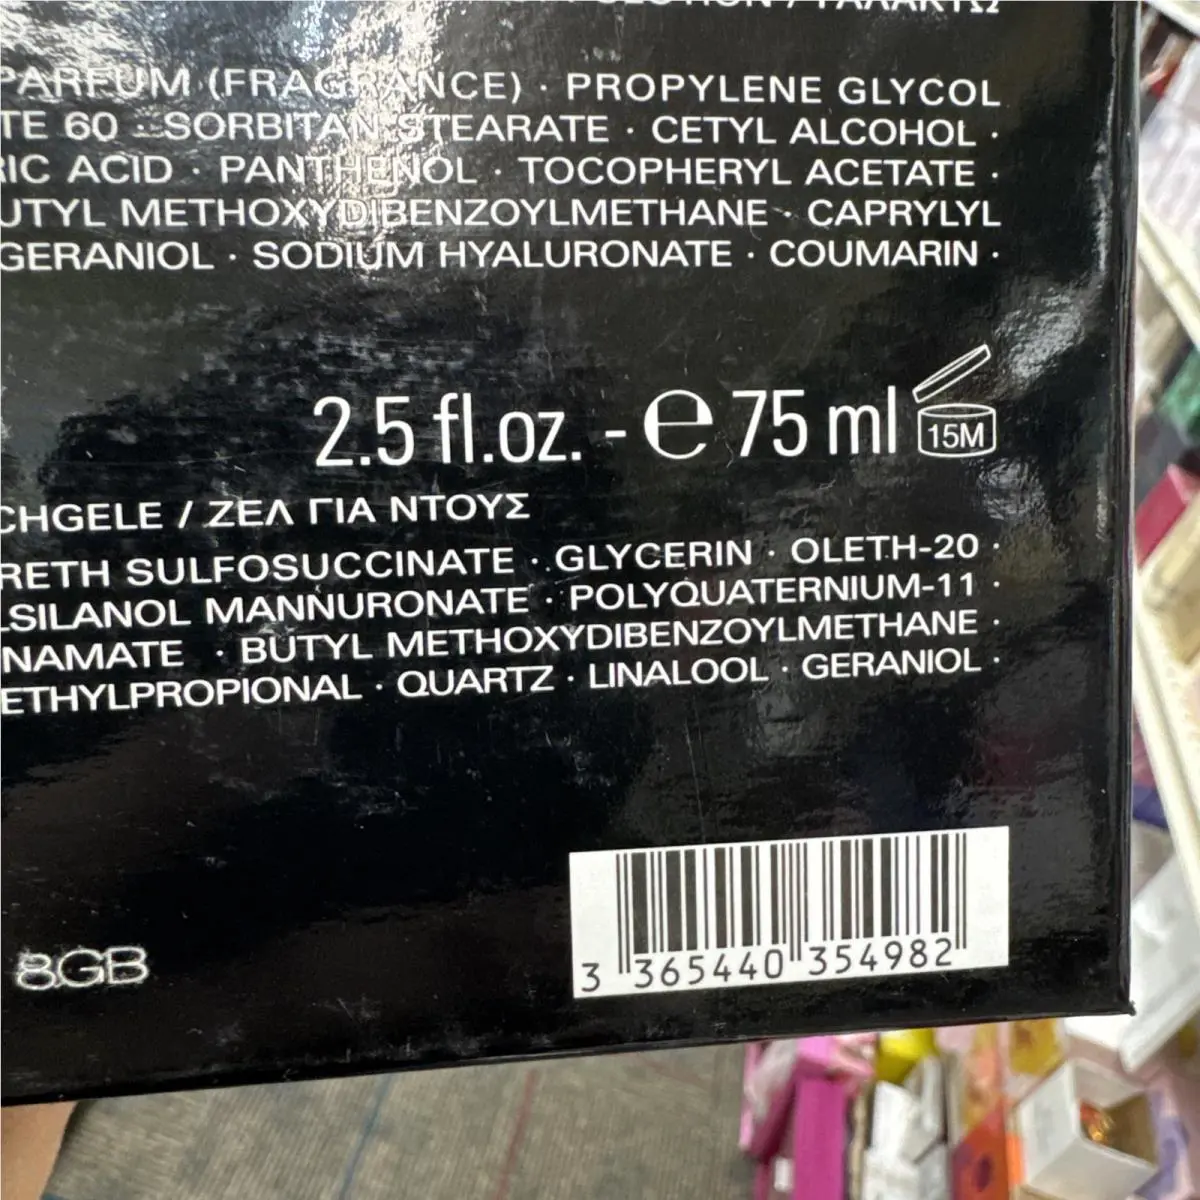 PARFUM (FRAGRANCE) · PROPYLENE GLYCOL
TE 60 · SORBITAN STEARATE · CETYL ALCOHOL ·
RIC ACID · PANTHENOL · TOCOPHERYL ACETATE ·
UTYL METHOXYDIBENZOYLMETHANE · CAPRYLYL
GERANIOL · SODIUM HYALURONATE · COUMARIN ·
2.5 fl.oz. - ℮ 75 ml 15M
CHGELE / ΖΕΛ ΓΙΑ ΝΤΟΥΣ
RETH SULFOSUCCINATE · GLYCERIN · OLETH-20 ·
LSILANOL MANNURONATE · POLYQUATERNIUM-11 ·
NAMATE · BUTYL METHOXYDIBENZOYLMETHANE ·
ETHYLPROPIONAL · QUARTZ · LINALOOL · GERANIOL ·
8GB
3 365440 354982